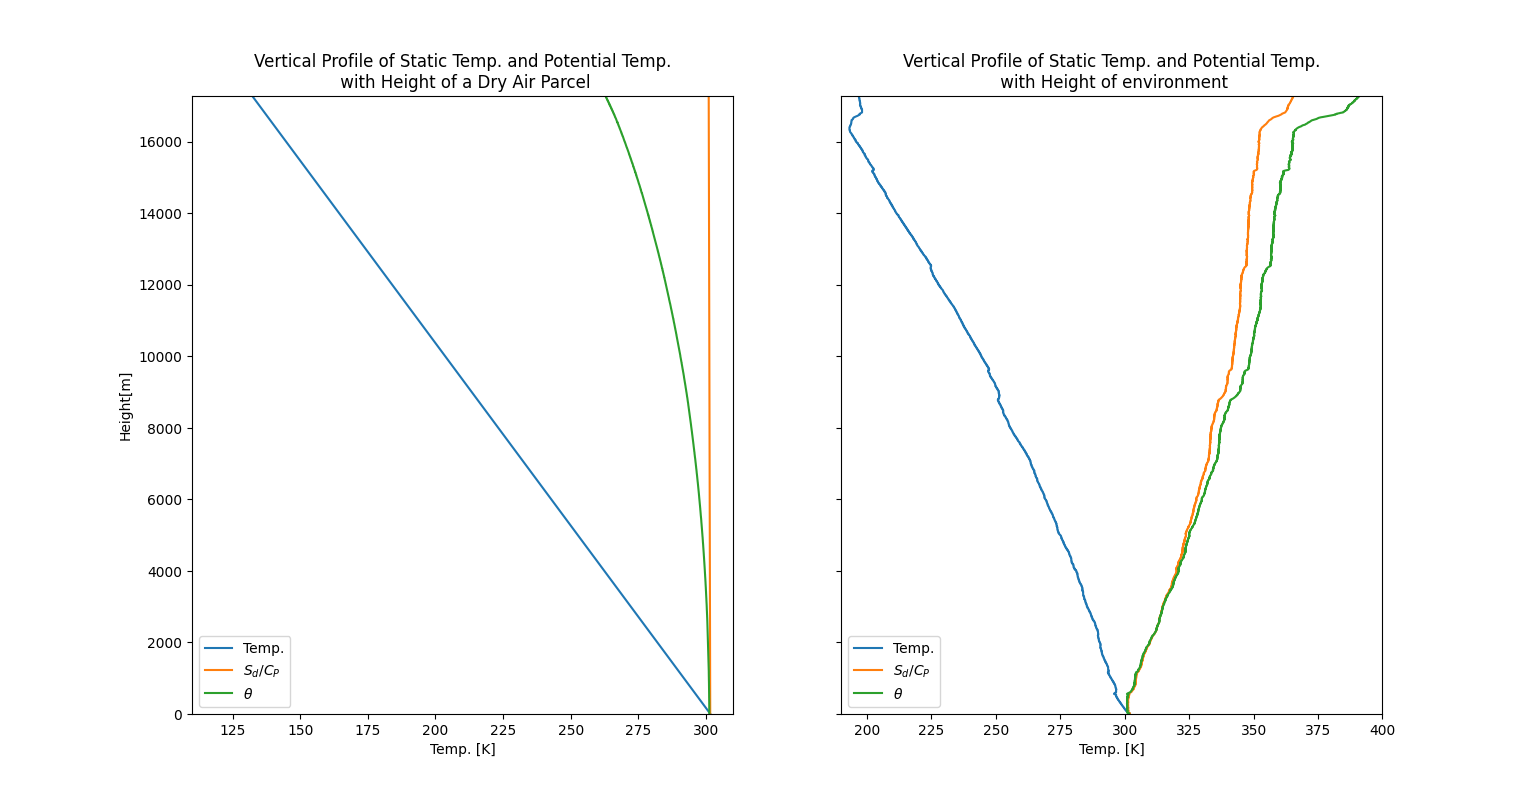 Vertical Profile of Static Temp. and Potential Temp.
with Height of a Dry Air Parcel
Height[m]
16000
14000
12000
10000
8000
6000
4000
2000
0
125 150 175 200 225 250 275 300
Temp. [K]
Temp.
S_d/C_P
θ
Vertical Profile of Static Temp. and Potential Temp.
with Height of environment
200 225 250 275 300 325 350 375 400
Temp. [K]
Temp.
S_d/C_P
θ